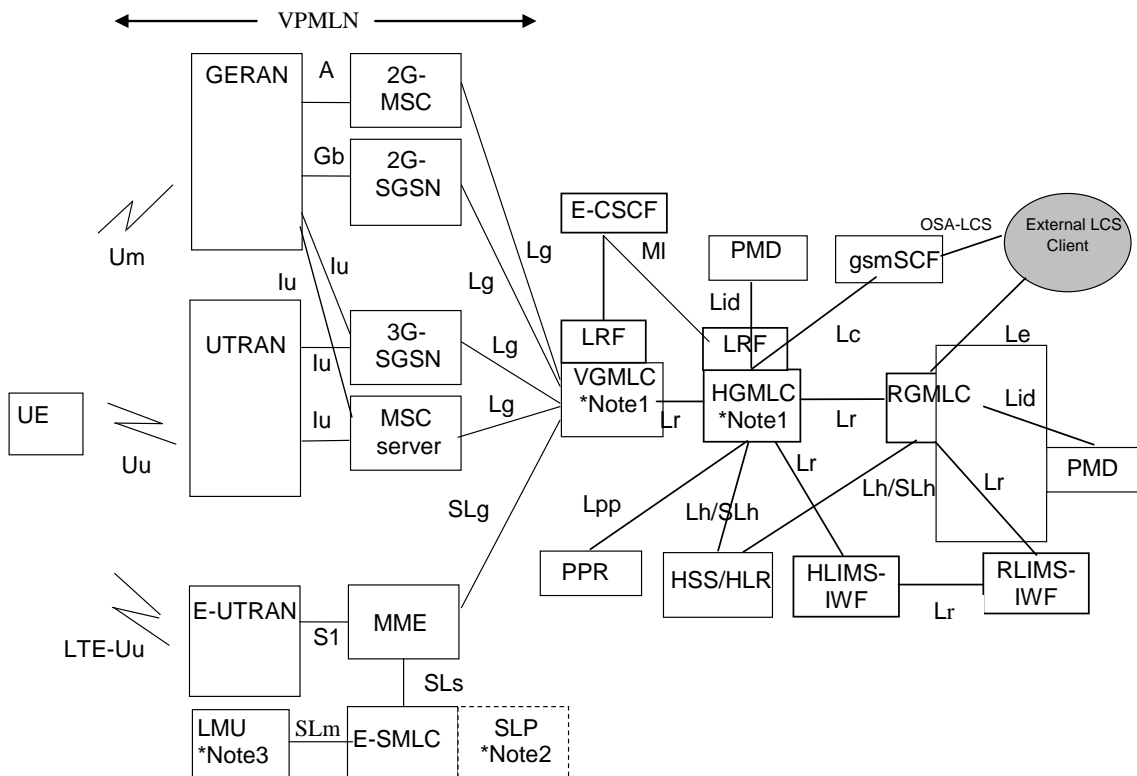 VPMLN
GERAN
A
2G-
MSC
Gb
2G-
SGSN
Um
Iu
Iu
Lg
Lg
E-CSCF
Ml
PMD
Lid
OSA-LCS
gsmSCF
External LCS
Client
UTRAN
Iu
3G-
SGSN
Lg
LRF
LRF
Lc
Le
UE
Uu
Iu
MSC
server
Lg
VGMLC
*Note1
Lr
HGMLC
*Note1
Lr
RGMLC
Lid
PMD
SLg
Lpp
Lh/SLh
Lr
Lh/SLh
Lr
PPR
HSS/HLR
HLIMS-
IWF
Lr
RLIMS-
IWF
LTE-Uu
E-UTRAN
S1
MME
SLs
LMU
*Note3
SLm
E-SMLC
SLP
*Note2